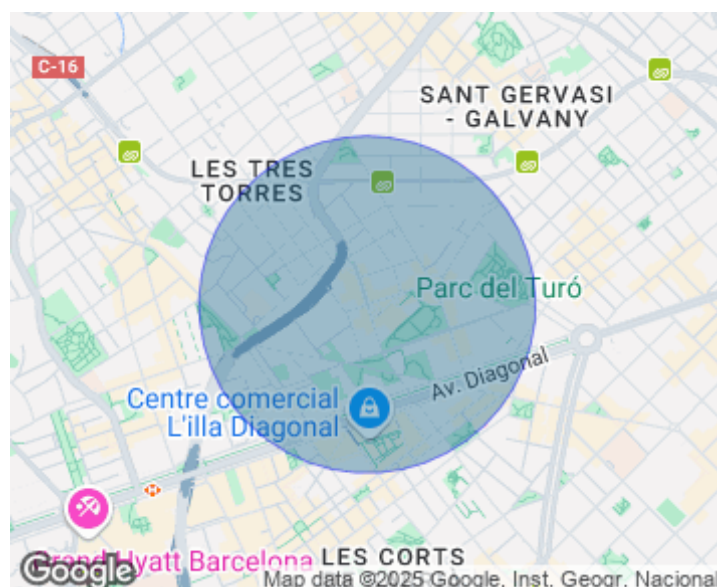 C-16
SANT GERVASI
- GALVANY
LES TRES
TORRES
Parc del Turó
Av. Diagonal
Centre comercial
L'illa Diagonal
Grand Hyatt Barcelona
LES CORTS
Google
Map data ©2025 Google, Inst. Geogr. Nacional